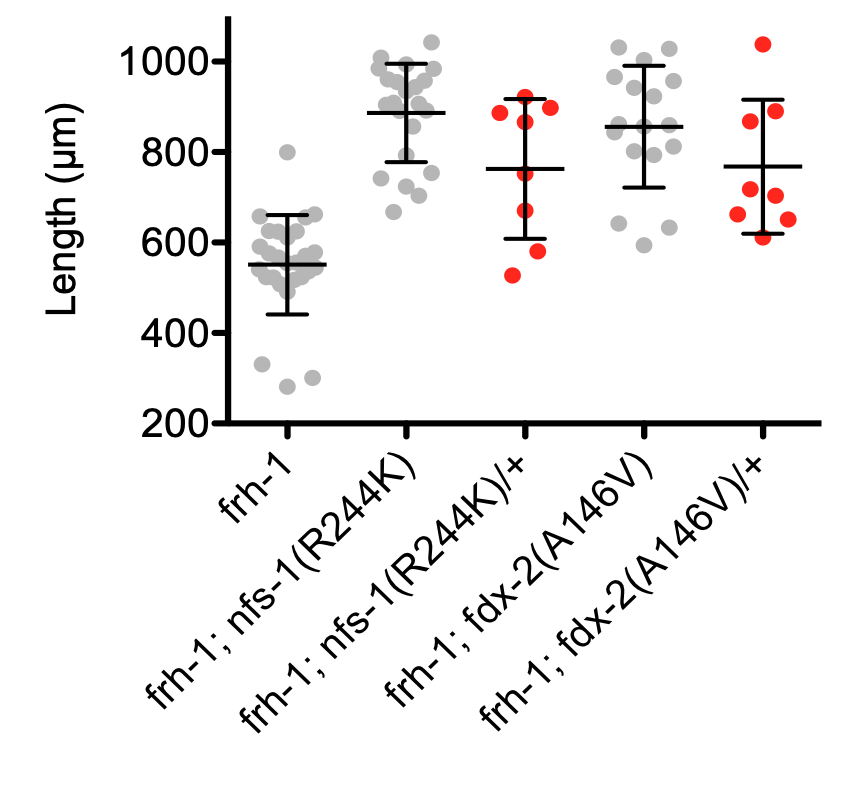 Length (µm)
1000
800
600
400
200
frh-1
frh-1; nfs-1(R244K)
frh-1; nfs-1(R244K)/+
frh-1; fdx-2(A146V)
frh-1; fdx-2(A146V)/+